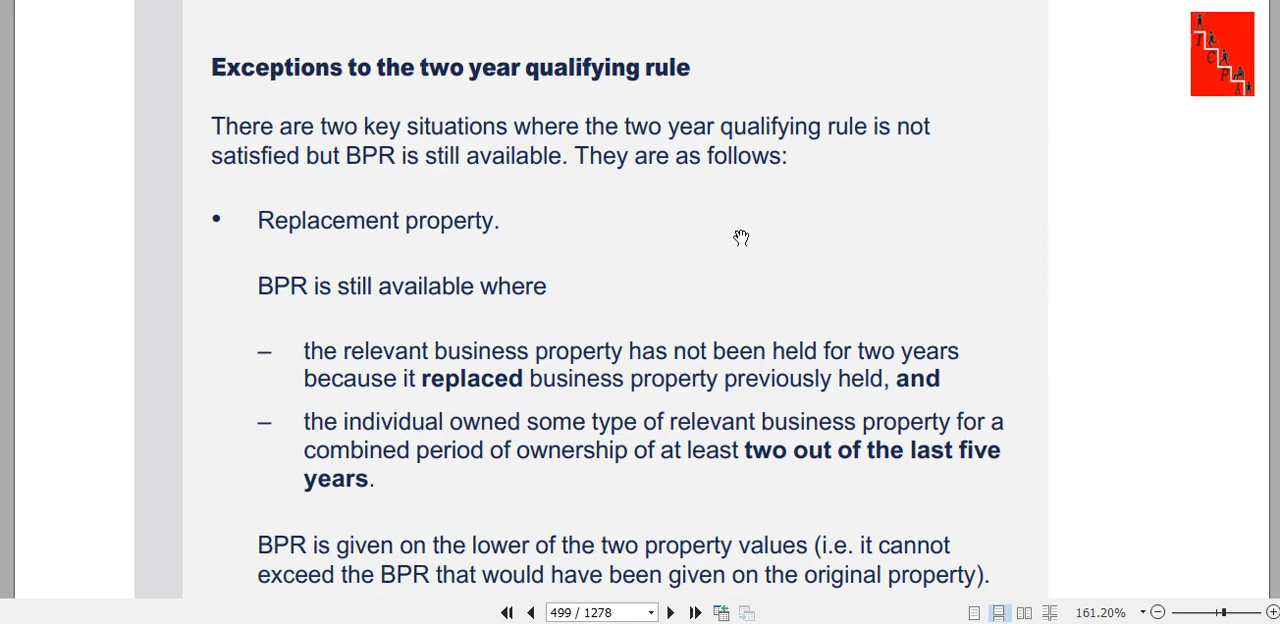 Exceptions to the two year qualifying rule
There are two key situations where the two year qualifying rule is not
satisfied but BPR is still available. They are as follows:
• Replacement property.
BPR is still available where
– the relevant business property has not been held for two years
because it replaced business property previously held, and
– the individual owned some type of relevant business property for a
combined period of ownership of at least two out of the last five
years.
BPR is given on the lower of the two property values (i.e. it cannot
exceed the BPR that would have been given on the original property).
I
C
P
A
499 / 1278
161.20%